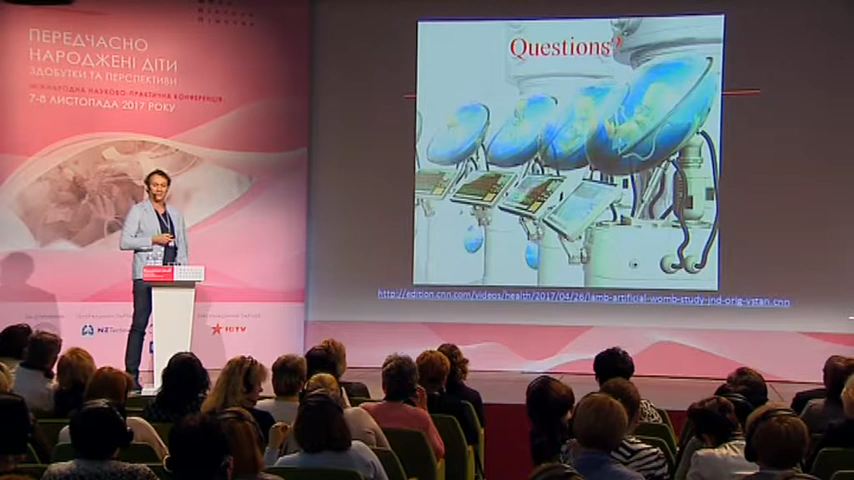 ПЕРЕДЧАСНО
НАРОДЖЕНІ ДІТИ
ЗДОБУТКИ ТА ПЕРСПЕКТИВИ
МІЖНАРОДНА НАУКОВО-ПРАКТИЧНА КОНФЕРЕНЦІЯ
7-8 ЛИСТОПАДА 2017 РОКУ
Questions?
http://edition.cnn.com/videos/health/2017/04/26/lamb-artificial-womb-study-jnd-orig-vstan.cnn
ICTV